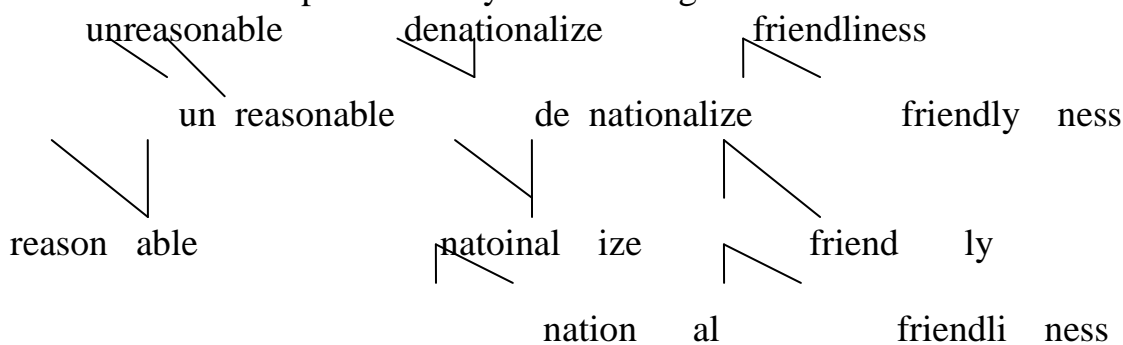 unreasonable denationalize friendliness
un reasonable de nationalize friendly ness
reason able natoinal ize friend ly
nation al friendli ness